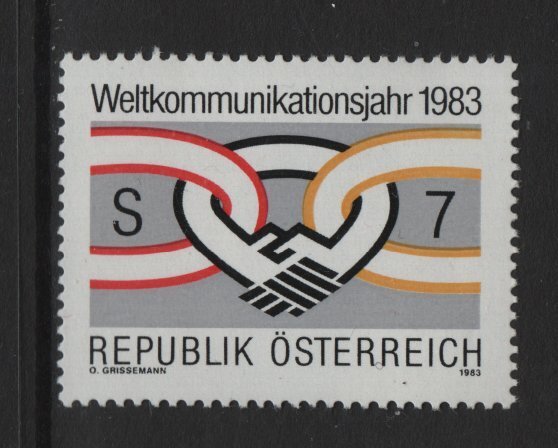 Weltkommunikationsjahr 1983
S 7
REPUBLIK ÖSTERREICH
O. GRISSEMANN 1983